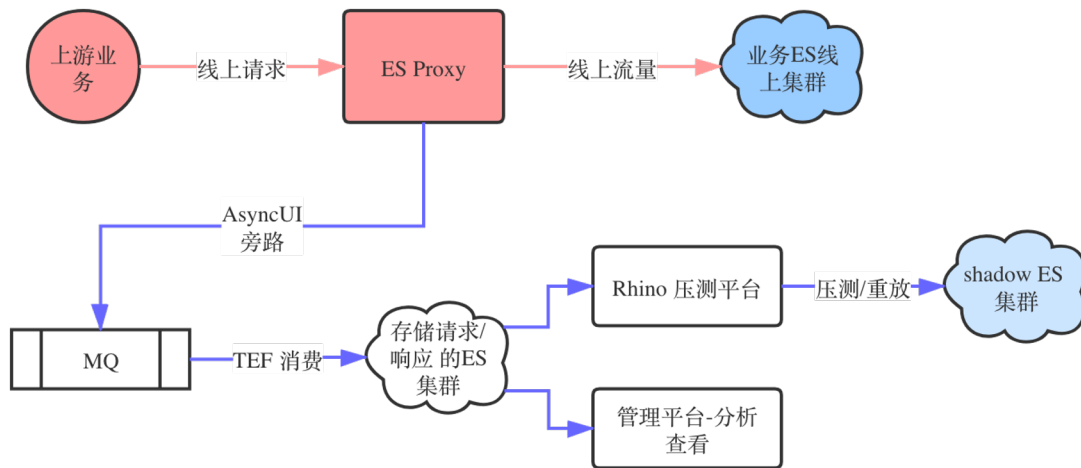 上游业
务
线上请求
ES Proxy
线上流量
业务ES线
上集群
AsyncUI
旁路
MQ
TEF 消费
存储请求/
响应 的ES
集群
Rhino 压测平台
压测/重放
shadow ES
集群
管理平台-分析
查看